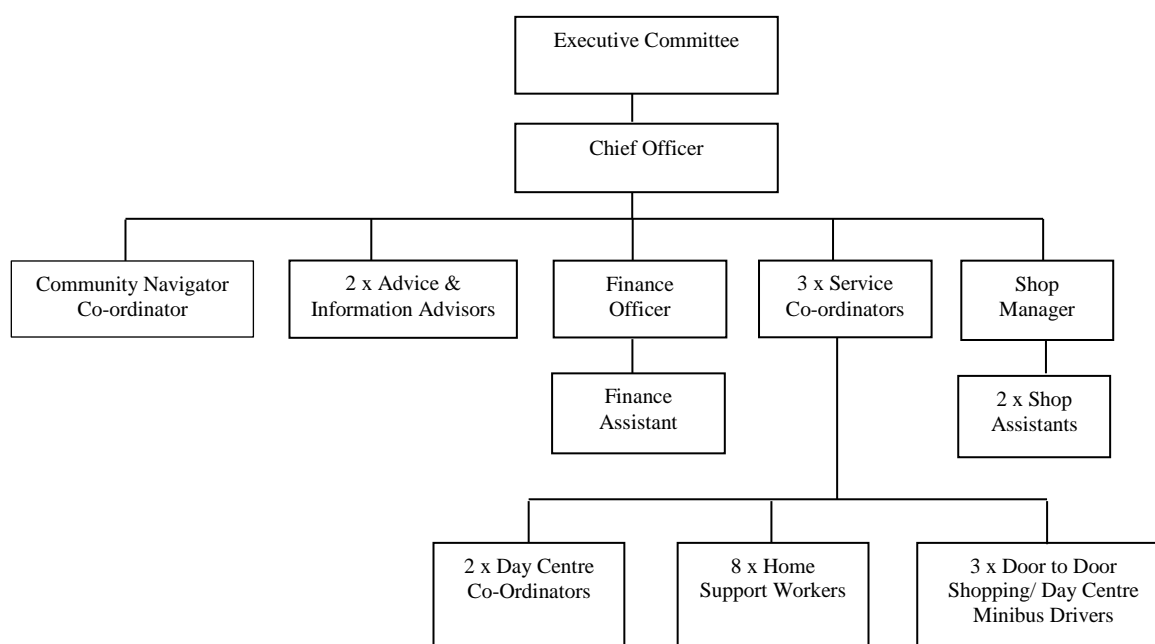 Executive Committee
Chief Officer
Community Navigator
Co-ordinator
2 x Advice &
Information Advisors
Finance
Officer
3 x Service
Co-ordinators
Shop
Manager
Finance
Assistant
2 x Shop
Assistants
2 x Day Centre
Co-Ordinators
8 x Home
Support Workers
3 x Door to Door
Shopping/ Day Centre
Minibus Drivers